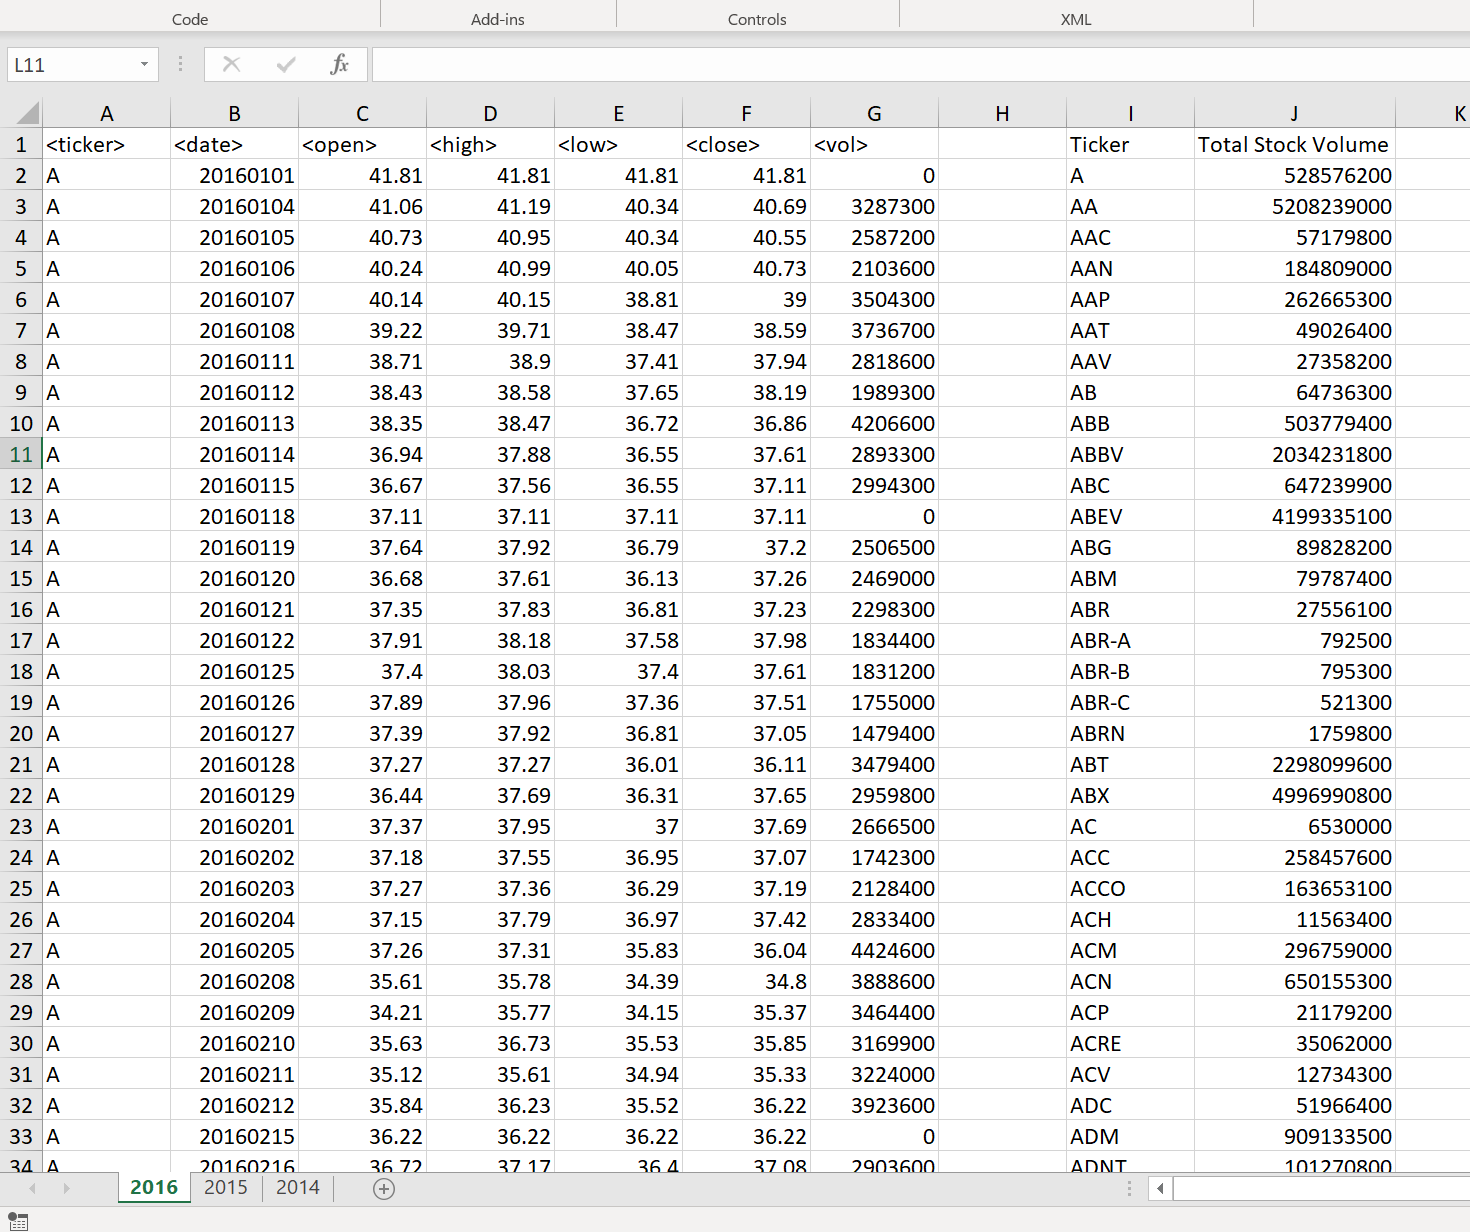 Code Add-ins Controls XML
L11 fx
A B C D E F G H I J K
1 <ticker> <date> <open> <high> <low> <close> <vol> Ticker Total Stock Volume
2 A 20160101 41.81 41.81 41.81 41.81 0 A 528576200
3 A 20160104 41.06 41.19 40.34 40.69 3287300 AA 5208239000
4 A 20160105 40.73 40.95 40.34 40.55 2587200 AAC 57179800
5 A 20160106 40.24 40.99 40.05 40.73 2103600 AAN 184809000
6 A 20160107 40.14 40.15 38.81 39 3504300 AAP 262665300
7 A 20160108 39.22 39.71 38.47 38.59 3736700 AAT 49026400
8 A 20160111 38.71 38.9 37.41 37.94 2818600 AAV 27358200
9 A 20160112 38.43 38.58 37.65 38.19 1989300 AB 64736300
10 A 20160113 38.35 38.47 36.72 36.86 4206600 ABB 503779400
11 A 20160114 36.94 37.88 36.55 37.61 2893300 ABBV 2034231800
12 A 20160115 36.67 37.56 36.55 37.11 2994300 ABC 647239900
13 A 20160118 37.11 37.11 37.11 37.11 0 ABEV 4199335100
14 A 20160119 37.64 37.92 36.79 37.2 2506500 ABG 89828200
15 A 20160120 36.68 37.61 36.13 37.26 2469000 ABM 79787400
16 A 20160121 37.35 37.83 36.81 37.23 2298300 ABR 27556100
17 A 20160122 37.91 38.18 37.58 37.98 1834400 ABR-A 792500
18 A 20160125 37.4 38.03 37.4 37.61 1831200 ABR-B 795300
19 A 20160126 37.89 37.96 37.36 37.51 1755000 ABR-C 521300
20 A 20160127 37.39 37.92 36.81 37.05 1479400 ABRN 1759800
21 A 20160128 37.27 37.27 36.01 36.11 3479400 ABT 2298099600
22 A 20160129 36.44 37.69 36.31 37.65 2959800 ABX 4996990800
23 A 20160201 37.37 37.95 37 37.69 2666500 AC 6530000
24 A 20160202 37.18 37.55 36.95 37.07 1742300 ACC 258457600
25 A 20160203 37.27 37.36 36.29 37.19 2128400 ACCO 163653100
26 A 20160204 37.15 37.79 36.97 37.42 2833400 ACH 11563400
27 A 20160205 37.26 37.31 35.83 36.04 4424600 ACM 296759000
28 A 20160208 35.61 35.78 34.39 34.8 3888600 ACN 650155300
29 A 20160209 34.21 35.77 34.15 35.37 3464400 ACP 21179200
30 A 20160210 35.63 36.73 35.53 35.85 3169900 ACRE 35062000
31 A 20160211 35.12 35.61 34.94 35.33 3224000 ACV 12734300
32 A 20160212 35.84 36.23 35.52 36.22 3923600 ADC 51966400
33 A 20160215 36.22 36.22 36.22 36.22 0 ADM 909133500
34 A 20160216 36.72 37.17 36.4 37.08 2903600 ADNT 101270800
2016 2015 2014